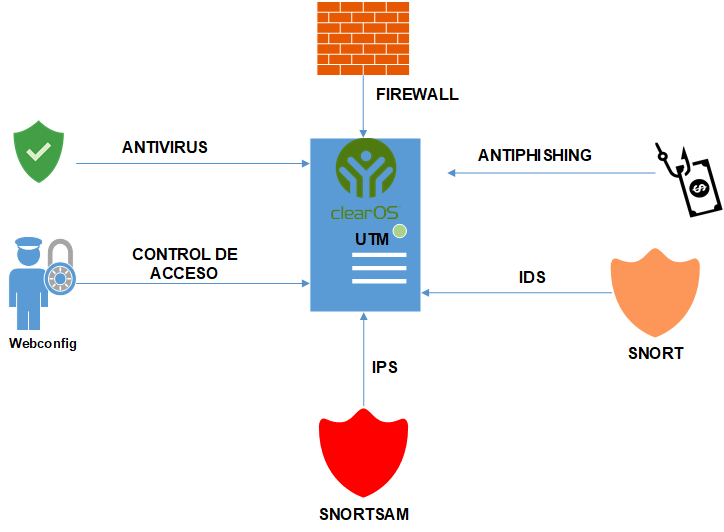 FIREWALL
ANTIVIRUS
ANTIPHISHING
clearOS
UTM
CONTROL DE
ACCESO
IDS
Webconfig
SNORT
IPS
SNORTSAM